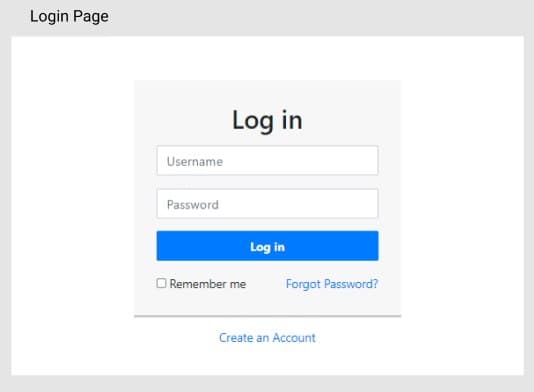 Login Page
Log in
Username
Password
Log in
Remember me Forgot Password?
Create an Account